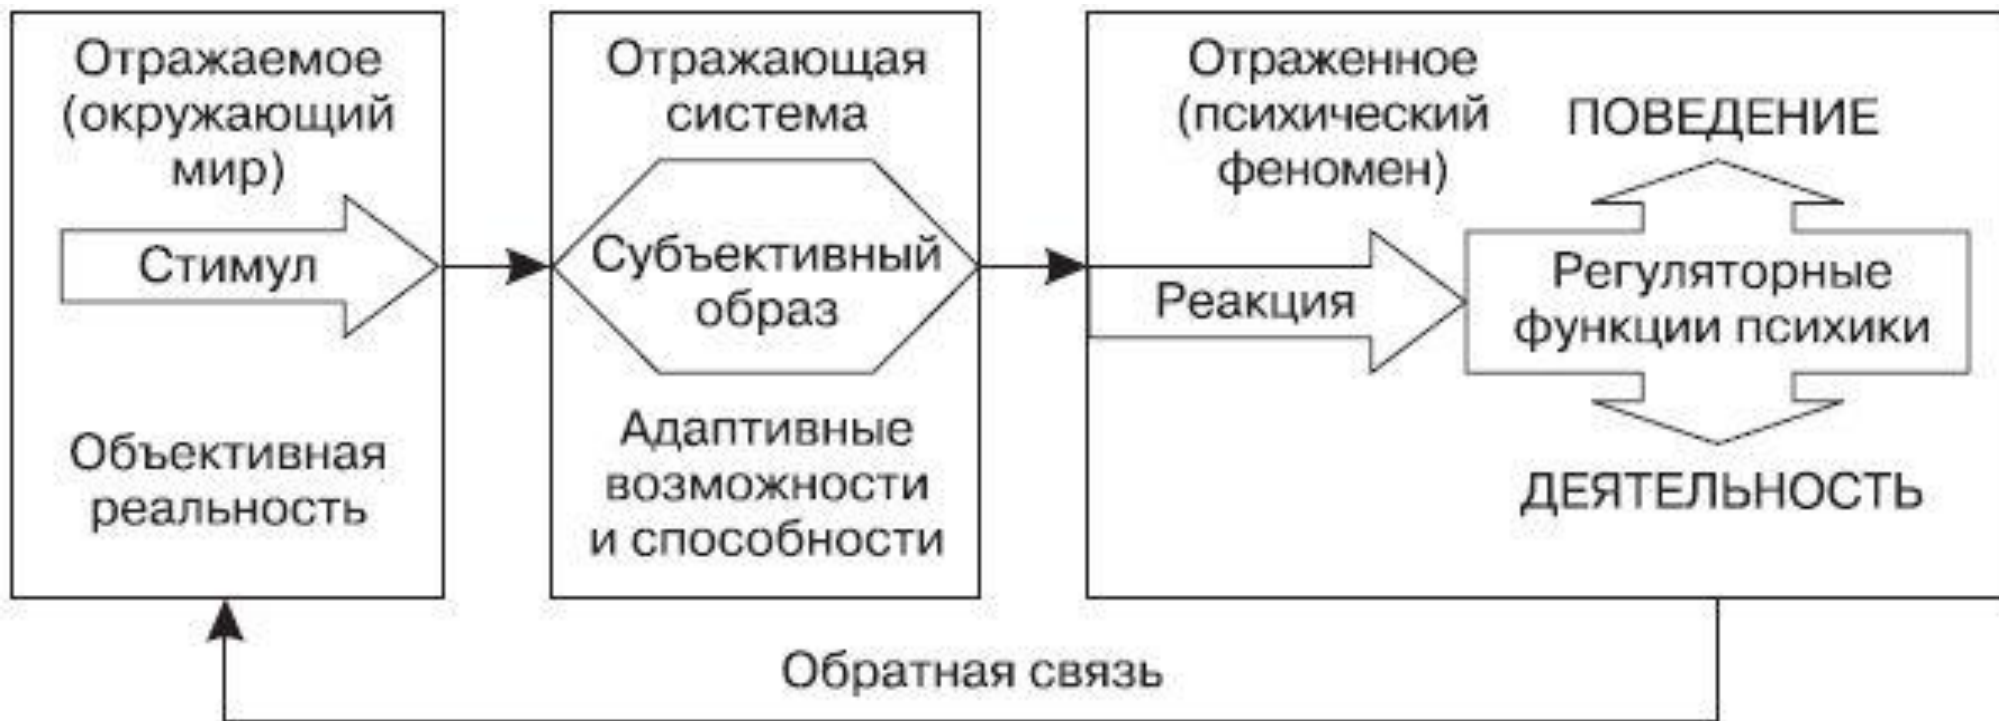 Отражаемое
(окружающий
мир)
Стимул
Объективная
реальность
Отражающая
система
Субъективный
образ
Адаптивные
возможности
и способности
Отраженное
(психический
феномен)
Реакция
ПОВЕДЕНИЕ
Регуляторные
функции психики
ДЕЯТЕЛЬНОСТЬ
Обратная связь